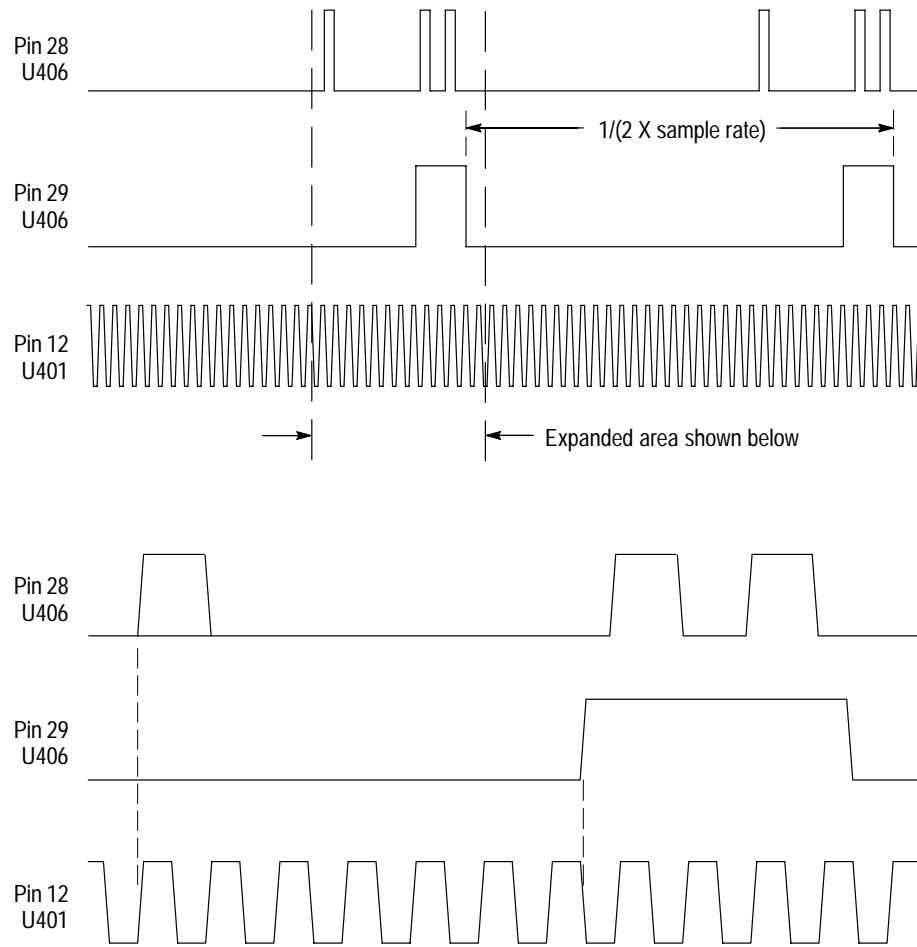 Pin 28
U406
1/(2 X sample rate)
Pin 29
U406
Pin 12
U401
Expanded area shown below
Pin 28
U406
Pin 29
U406
Pin 12
U401